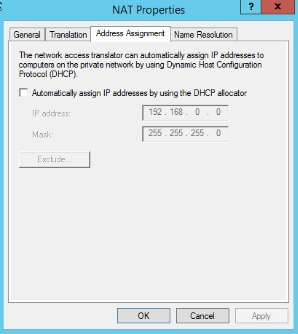 NAT Properties
? x
General Translation Address Assignment Name Resolution
The network access translator can automatically assign IP addresses to
computers on the private network by using Dynamic Host Configuration
Protocol (DHCP).
Automatically assign IP addresses by using the DHCP allocator
IP address: 192 . 168 . 0 . 0
Mask: 255 . 255 . 255 . 0
Exclude...
OK Cancel Apply